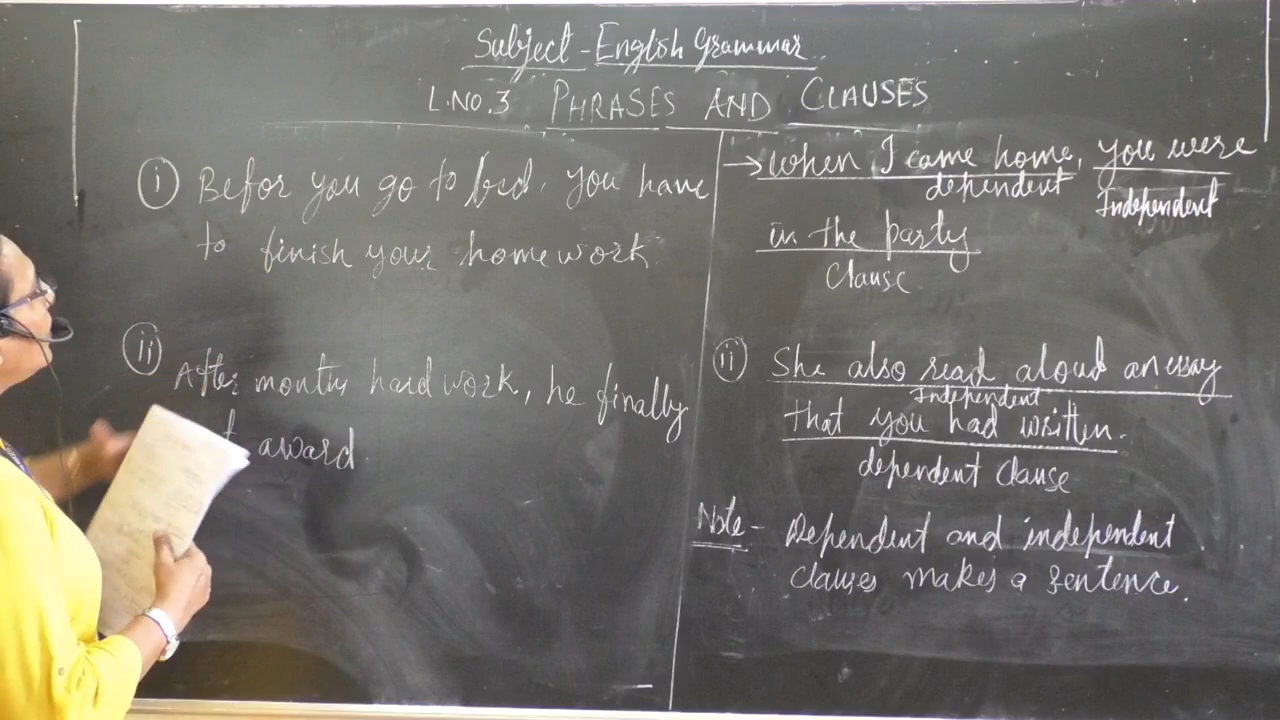 Subject - English Grammar
L.NO.3 PHRASES AND CLAUSES
i Befor you go to bed, you have
to finish your homework.
ii After months hard work, he finally
award.
→ When I came home, you were
dependent Independent
in the party
Clause
ii She also read aloud an essay
Independent
that you had written.
dependent Clause
Note - Dependent and independent
clauses makes a sentence.